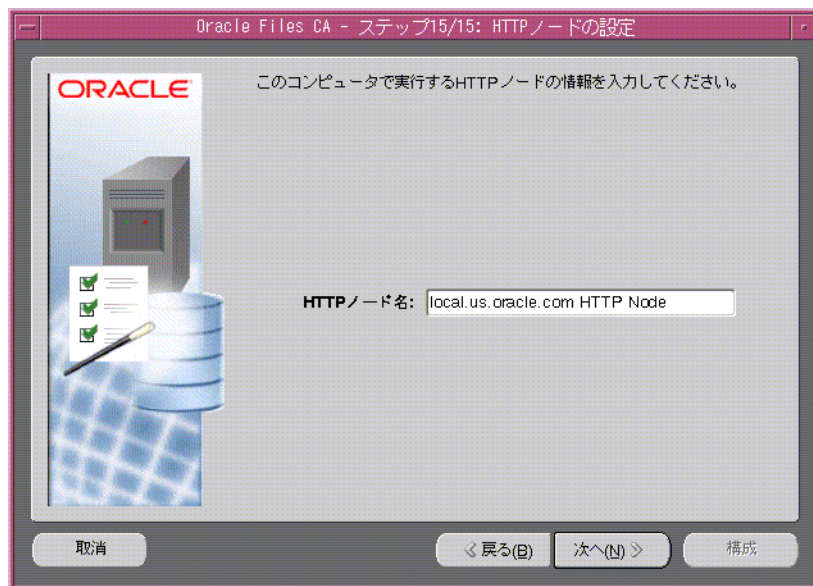 Oracle Files CA - ステップ15/15: HTTPノードの設定
ORACLE
このコンピュータで実行するHTTPノードの情報を入力してください。
HTTPノード名: local.us.oracle.com HTTP Node
取消 戻る(B) 次へ(N) 構成